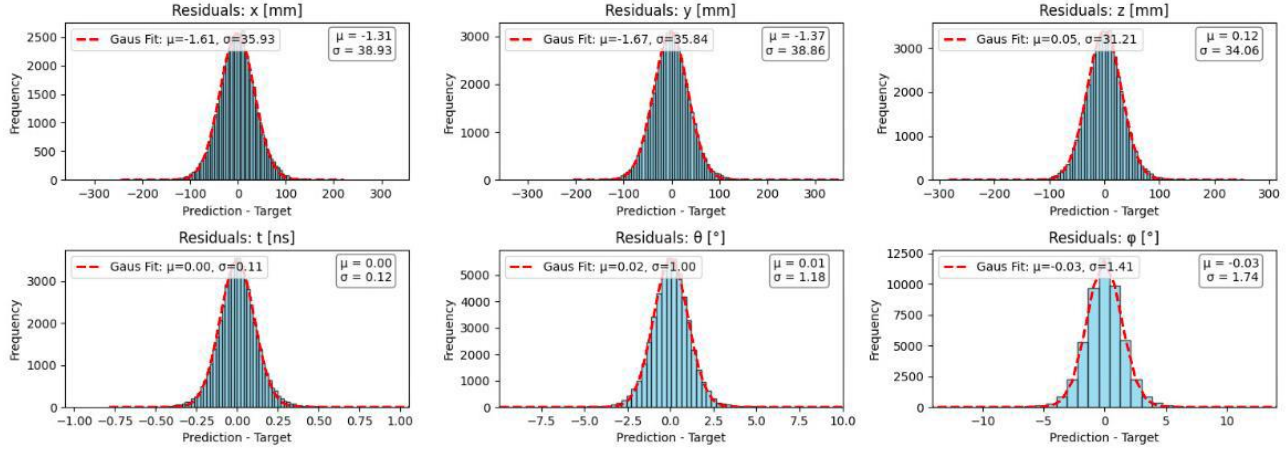 Residuals: x [mm]
Gaus Fit: μ=-1.61, σ=35.93
μ = -1.31
σ = 38.93
Frequency
2500
2000
1500
1000
500
0
−300 −200 −100 0 100 200 300
Prediction - Target
Residuals: y [mm]
Gaus Fit: μ=-1.67, σ=35.84
μ = -1.37
σ = 38.86
Frequency
3000
2000
1000
0
−300 −200 −100 0 100 200 300
Prediction - Target
Residuals: z [mm]
Gaus Fit: μ=0.05, σ=31.21
μ = 0.12
σ = 34.06
Frequency
3000
2000
1000
0
−300 −200 −100 0 100 200 300
Prediction - Target
Residuals: t [ns]
Gaus Fit: μ=0.00, σ=0.11
μ = 0.00
σ = 0.12
Frequency
3000
2000
1000
0
−1.00 −0.75 −0.50 −0.25 0.00 0.25 0.50 0.75 1.00
Prediction - Target
Residuals: θ [°]
Gaus Fit: μ=0.02, σ=1.00
μ = 0.01
σ = 1.18
Frequency
5000
4000
3000
2000
1000
0
−7.5 −5.0 −2.5 0.0 2.5 5.0 7.5 10.0
Prediction - Target
Residuals: φ [°]
Gaus Fit: μ=-0.03, σ=1.41
μ = -0.03
σ = 1.74
Frequency
12500
10000
7500
5000
2500
0
−10 −5 0 5 10
Prediction - Target